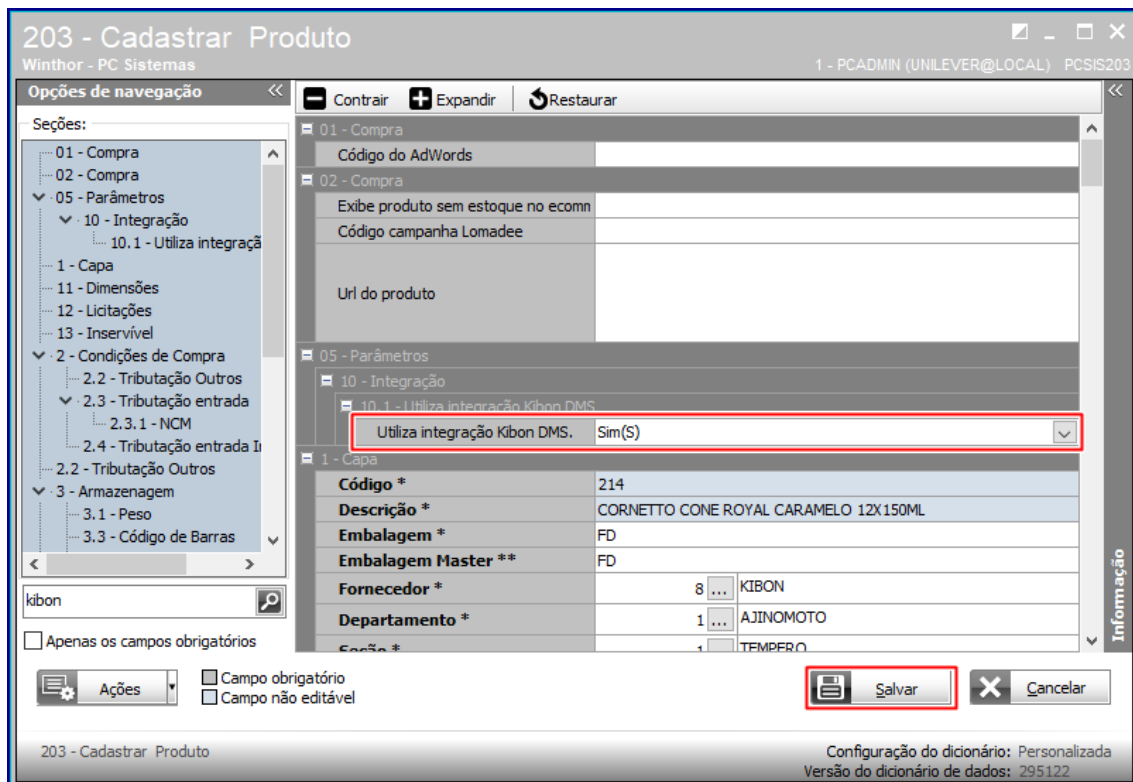 203 - Cadastrar Produto
Winthor - PC Sistemas
1 - PCADMIN (UNILEVER@LOCAL) PCSIS203
Opções de navegação
Seções:
01 - Compra
02 - Compra
05 - Parâmetros
10 - Integração
10.1 - Utiliza integraçã
1 - Capa
11 - Dimensões
12 - Licitações
13 - Inservível
2 - Condições de Compra
2.2 - Tributação Outros
2.3 - Tributação entrada
2.3.1 - NCM
2.4 - Tributação entrada I
2.2 - Tributação Outros
3 - Armazenagem
3.1 - Peso
3.3 - Código de Barras
kibon
Apenas os campos obrigatórios
Contrair Expandir Restaurar
01 - Compra
Código do AdWords
02 - Compra
Exibe produto sem estoque no ecomm
Código campanha Lomadee
Url do produto
05 - Parâmetros
10 - Integração
10.1 - Utiliza integração Kibon DMS
Utiliza integração Kibon DMS. Sim(S)
1 - Capa
Código * 214
Descrição * CORNETTO CONE ROYAL CARAMELO 12X150ML
Embalagem * FD
Embalagem Master ** FD
Fornecedor * 8 ... KIBON
Departamento * 1 ... AJINOMOTO
Seção * 1 TEMPERO
Informação
Ações
Campo obrigatório
Campo não editável
Salvar
Cancelar
203 - Cadastrar Produto
Configuração do dicionário: Personalizada
Versão do dicionário de dados: 295122